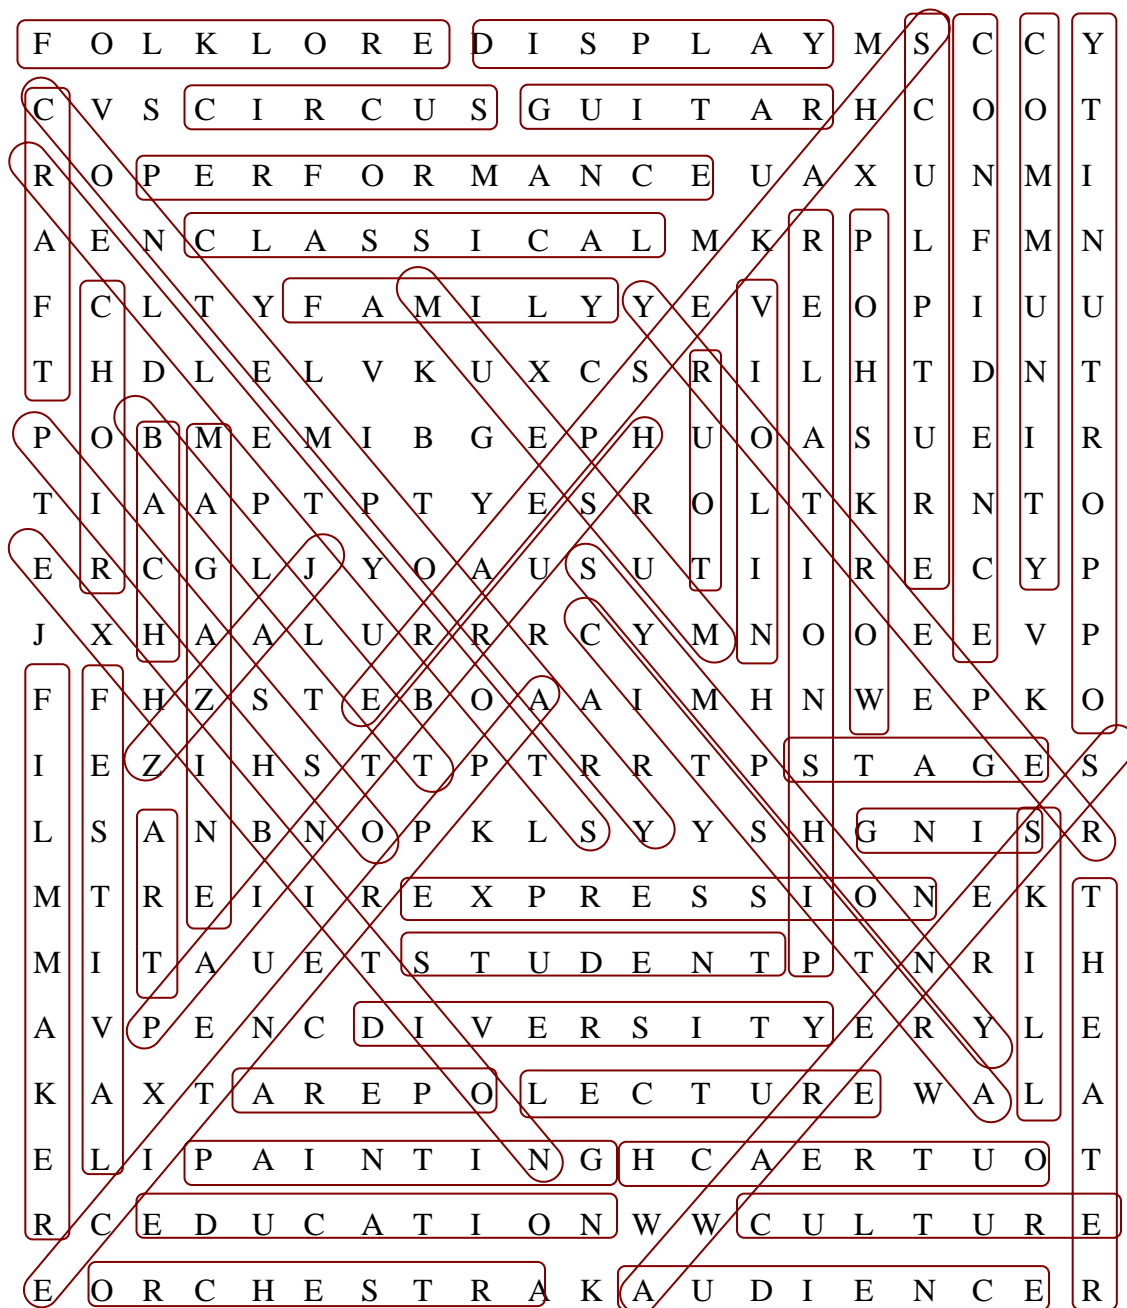 F O L K L O R E D I S P L A Y M S C C Y
C V S C I R C U S G U I T A R H C O O T
R O P E R F O R M A N C E U A X U N M I
A E N C L A S S I C A L M K R P L F M N
F C L T Y F A M I L Y Y E V E O P I U U
T H D L E L V K U X C S R I L H T D N T
P O B M E M I B G E P H U O A S U E I R
T I A A P T P T Y E S R O L T K R N T O
E R C G L J Y O A U S U T I I R E C Y P
J X H A A L U R R R C Y M N O O E E V P
F F H Z S T E B O A A I M H N W E P K O
I E Z I H S T T P T R R T P S T A G E S
L S A N B N O P K L S Y Y S H G N I S R
M T R E I I R E X P R E S S I O N E K T
M I T A U E T S T U D E N T P T N R I H
A V P E N C D I V E R S I T Y E R Y L E
K A X T A R E P O L E C T U R E W A L A
E L I P A I N T I N G H C A E R T U O T
R C E D U C A T I O N W W C U L T U R E
E O R C H E S T R A K A U D I E N C E R